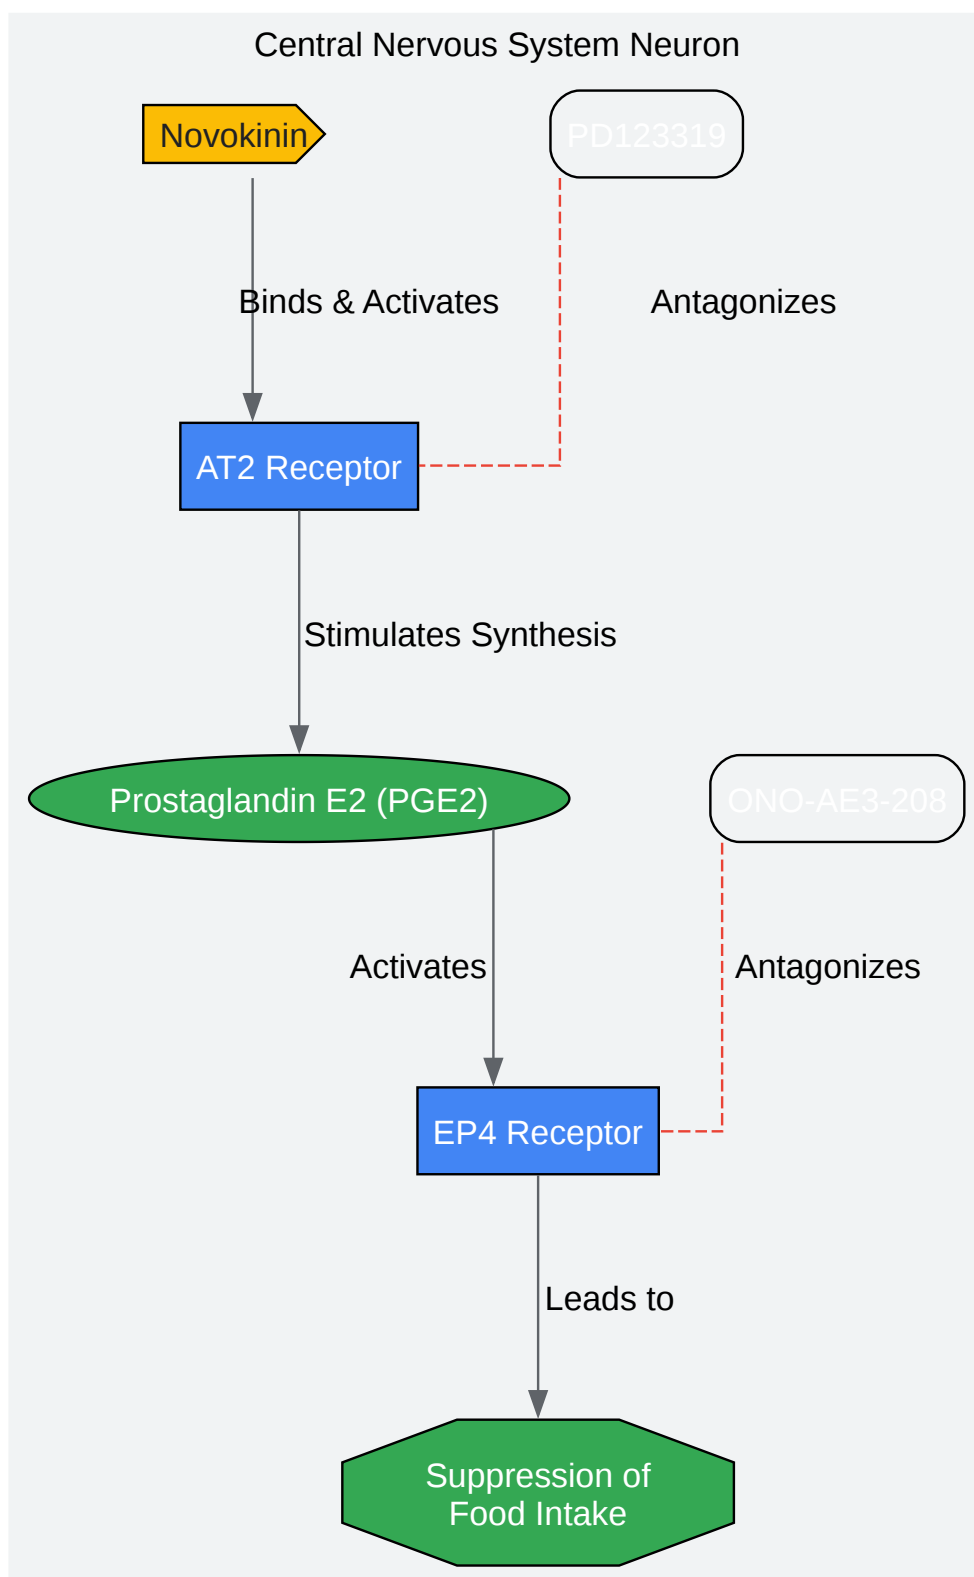 Central Nervous System Neuron
Novokinin
PD123319
Binds & Activates
Antagonizes
AT2 Receptor
Stimulates Synthesis
Prostaglandin E2 (PGE2)
ONO-AE3-208
Activates
Antagonizes
EP4 Receptor
Leads to
Suppression of
Food Intake